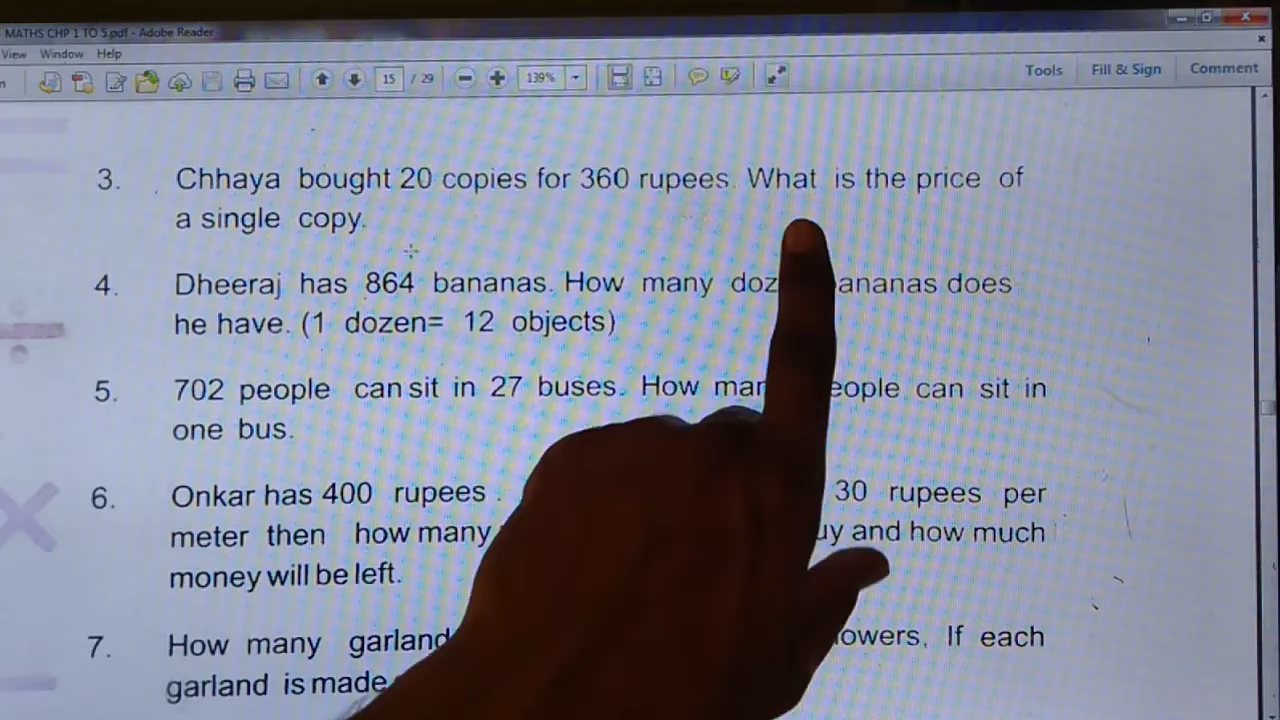 MATHS CHP 1 TO 5.pdf - Adobe Reader
View Window Help
15 / 29 139% Tools Fill & Sign Comment
3. Chhaya bought 20 copies for 360 rupees. What is the price of
a single copy.
4. Dheeraj has 864 bananas. How many doz ananas does
he have. (1 dozen= 12 objects)
5. 702 people can sit in 27 buses. How man eople can sit in
one bus.
6. Onkar has 400 rupees . 30 rupees per
meter then how many uy and how much
money will be left.
7. How many garland owers, If each
garland is made